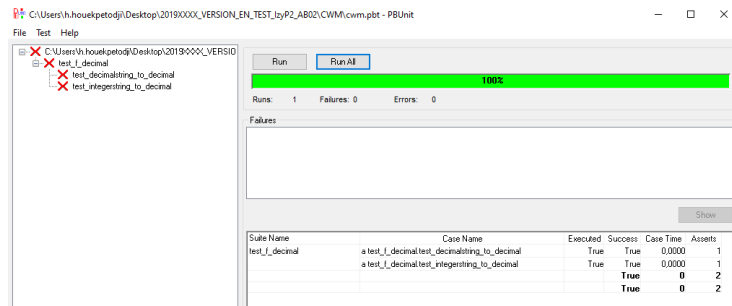 C:\Users\h.houekpetodji\Desktop\2019XXXX_VERSION_EN_TEST_IzyP2_AB02\CWM\cwm.pbt - PBUnit
File Test Help
C:\Users\h.houekpetodji\Desktop\2019XXXX_VERSIO
test_f_decimal
test_decimalstring_to_decimal
test_integerstring_to_decimal
Run Run All
100%
Runs: 1 Failures: 0 Errors: 0
Failures
Show
Suite Name Case Name Executed Success Case Time Asserts
test_f_decimal a test_f_decimal.test_decimalstring_to_decimal True True 0,0000 1
a test_f_decimal.test_integerstring_to_decimal True True 0,0000 1
True 0 2
True 0 2